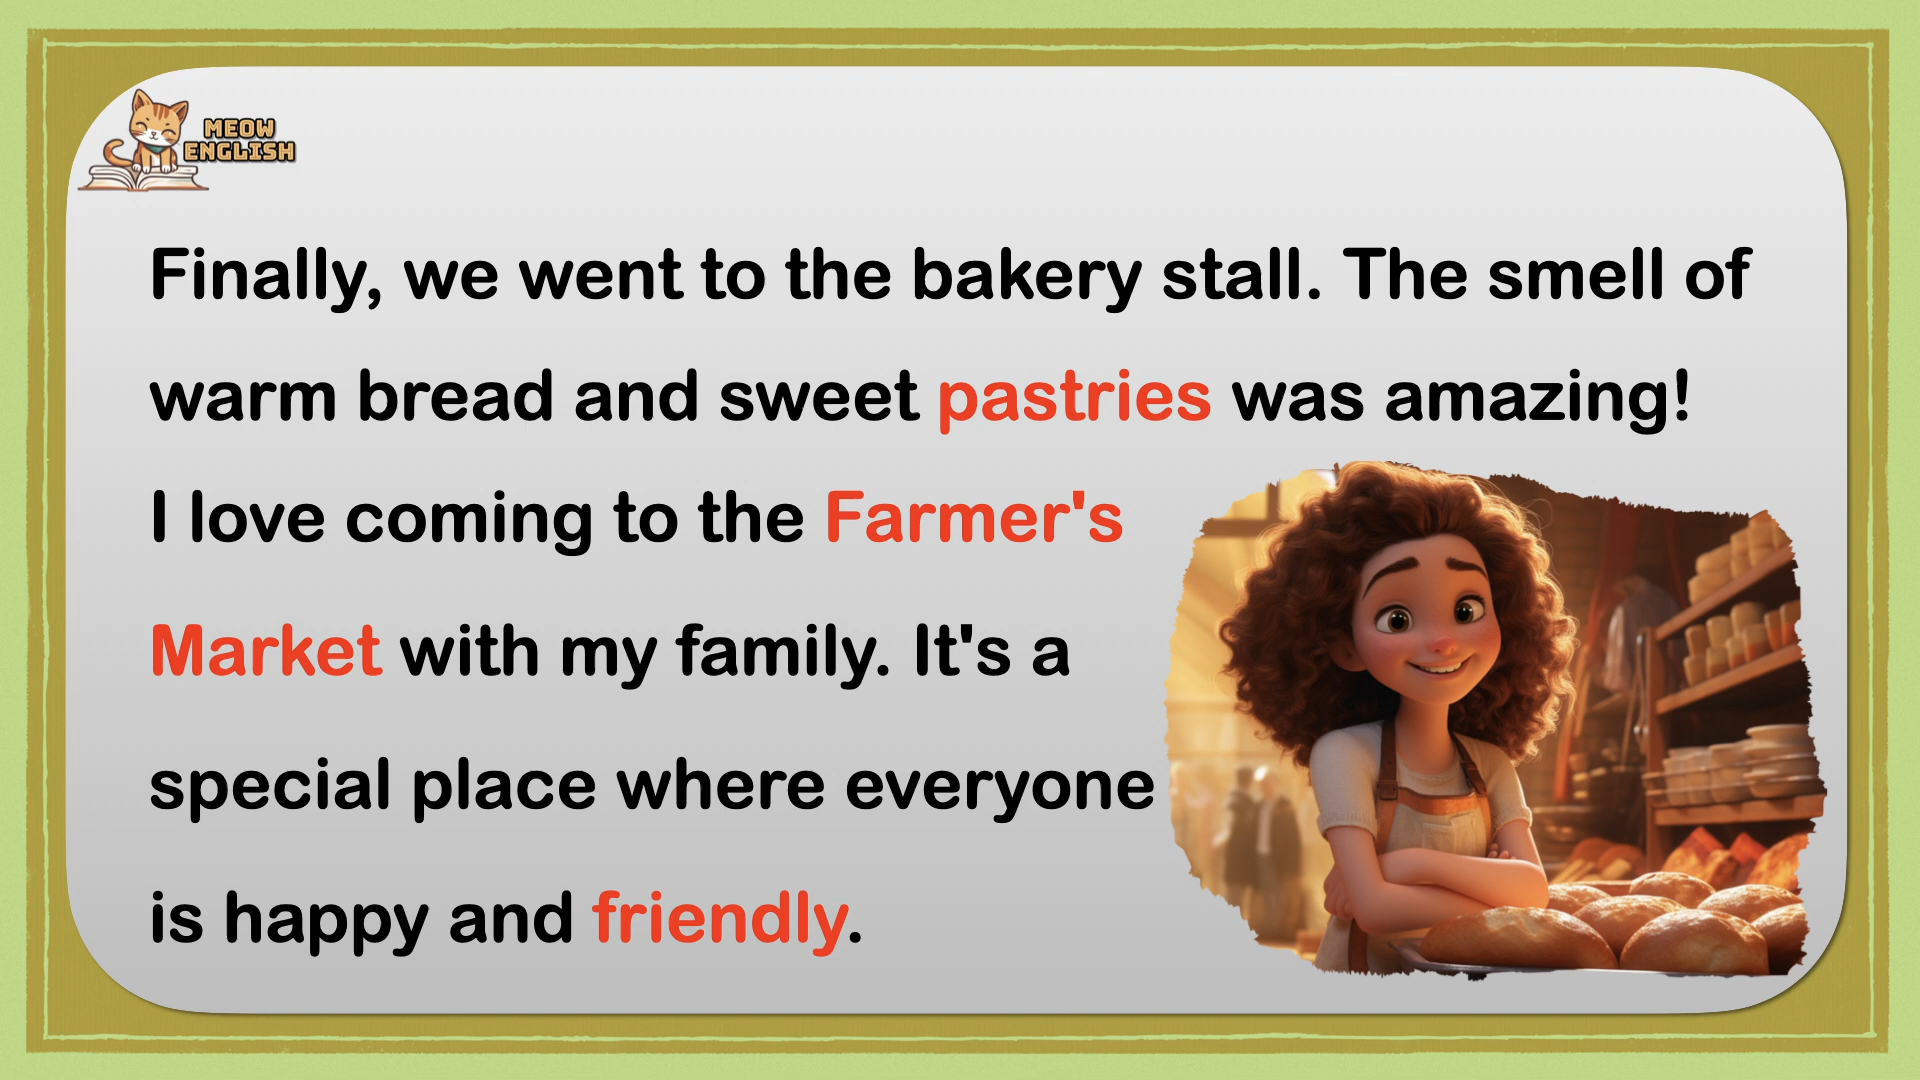 MEOW
ENGLISH
Finally, we went to the bakery stall. The smell of
warm bread and sweet pastries was amazing!
I love coming to the Farmer's
Market with my family. It's a
special place where everyone
is happy and friendly.